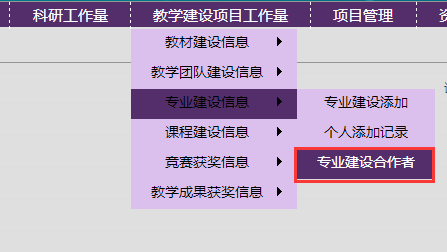 科研工作量 教学建设项目工作量 项目管理
教材建设信息
教学团队建设信息
专业建设信息 专业建设添加
课程建设信息 个人添加记录
竞赛获奖信息 专业建设合作者
教学成果获奖信息